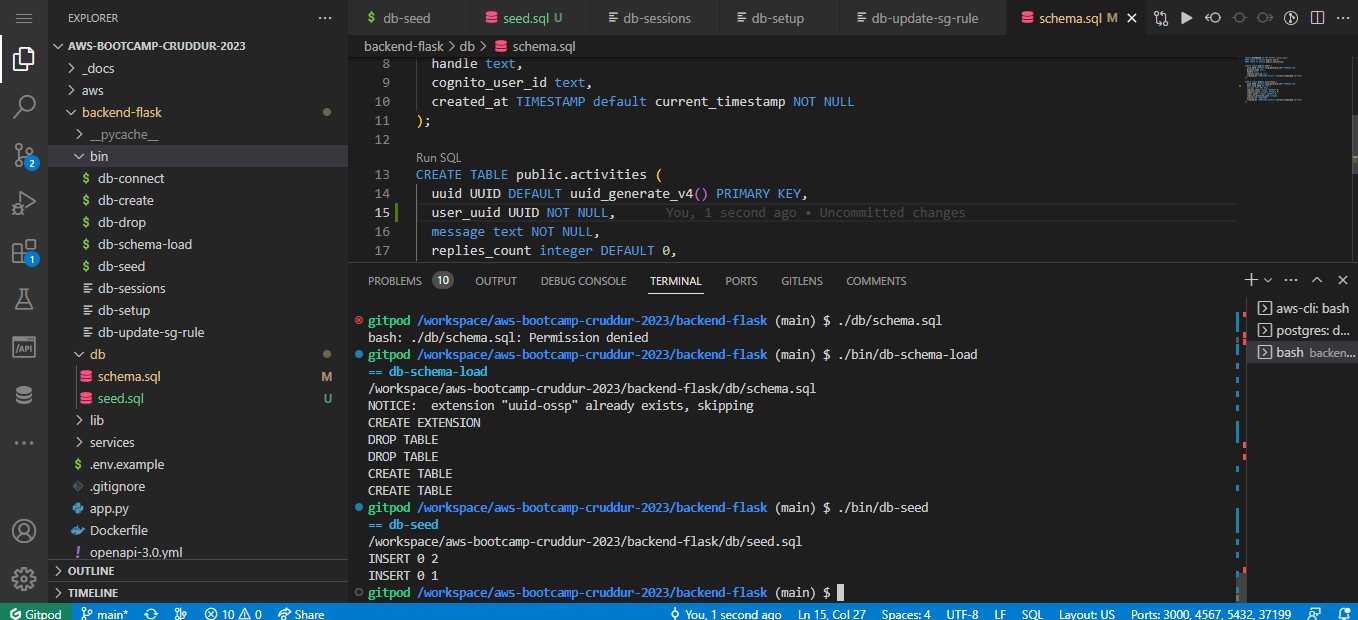 EXPLORER
AWS-BOOTCAMP-CRUDDUR-2023
_docs
aws
backend-flask
__pycache__
bin
$ db-connect
$ db-create
$ db-drop
$ db-schema-load
$ db-seed
db-sessions
db-setup
db-update-sg-rule
db
schema.sql M
seed.sql U
lib
services
$ .env.example
.gitignore
app.py
Dockerfile
! openapi-3.0.yml
OUTLINE
TIMELINE
2
1
/API
$ db-seed
seed.sql U
db-sessions
db-setup
db-update-sg-rule
schema.sql M
backend-flask > db > schema.sql
8 handle text,
9 cognito_user_id text,
10 created_at TIMESTAMP default current_timestamp NOT NULL
11 );
12
Run SQL
13 CREATE TABLE public.activities (
14 uuid UUID DEFAULT uuid_generate_v4() PRIMARY KEY,
15 user_uuid UUID NOT NULL, You, 1 second ago • Uncommitted changes
16 message text NOT NULL,
17 replies_count integer DEFAULT 0,
PROBLEMS 10 OUTPUT DEBUG CONSOLE TERMINAL PORTS GITLENS COMMENTS
gitpod /workspace/aws-bootcamp-cruddur-2023/backend-flask (main) $ ./db/schema.sql
bash: ./db/schema.sql: Permission denied
gitpod /workspace/aws-bootcamp-cruddur-2023/backend-flask (main) $ ./bin/db-schema-load
== db-schema-load
/workspace/aws-bootcamp-cruddur-2023/backend-flask/db/schema.sql
NOTICE:  extension "uuid-ossp" already exists, skipping
CREATE EXTENSION
DROP TABLE
DROP TABLE
CREATE TABLE
CREATE TABLE
gitpod /workspace/aws-bootcamp-cruddur-2023/backend-flask (main) $ ./bin/db-seed
== db-seed
/workspace/aws-bootcamp-cruddur-2023/backend-flask/db/seed.sql
INSERT 0 2
INSERT 0 1
gitpod /workspace/aws-bootcamp-cruddur-2023/backend-flask (main) $
aws-cli: bash
postgres: d...
bash backen...
Gitpod main* 10 0 Share You, 1 second ago Ln 15, Col 27 Spaces: 4 UTF-8 LF SQL Layout: US Ports: 3000, 4567, 5432, 37199